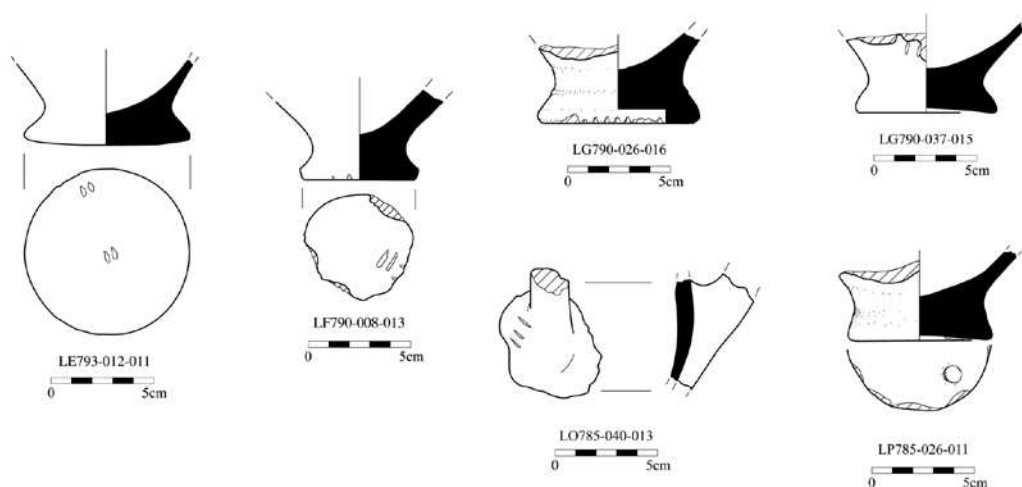 LE793-012-011
0 5cm
LF790-008-013
0 5cm
LG790-026-016
0 5cm
LG790-037-015
0 5cm
LO785-040-013
0 5cm
LP785-026-011
0 5cm